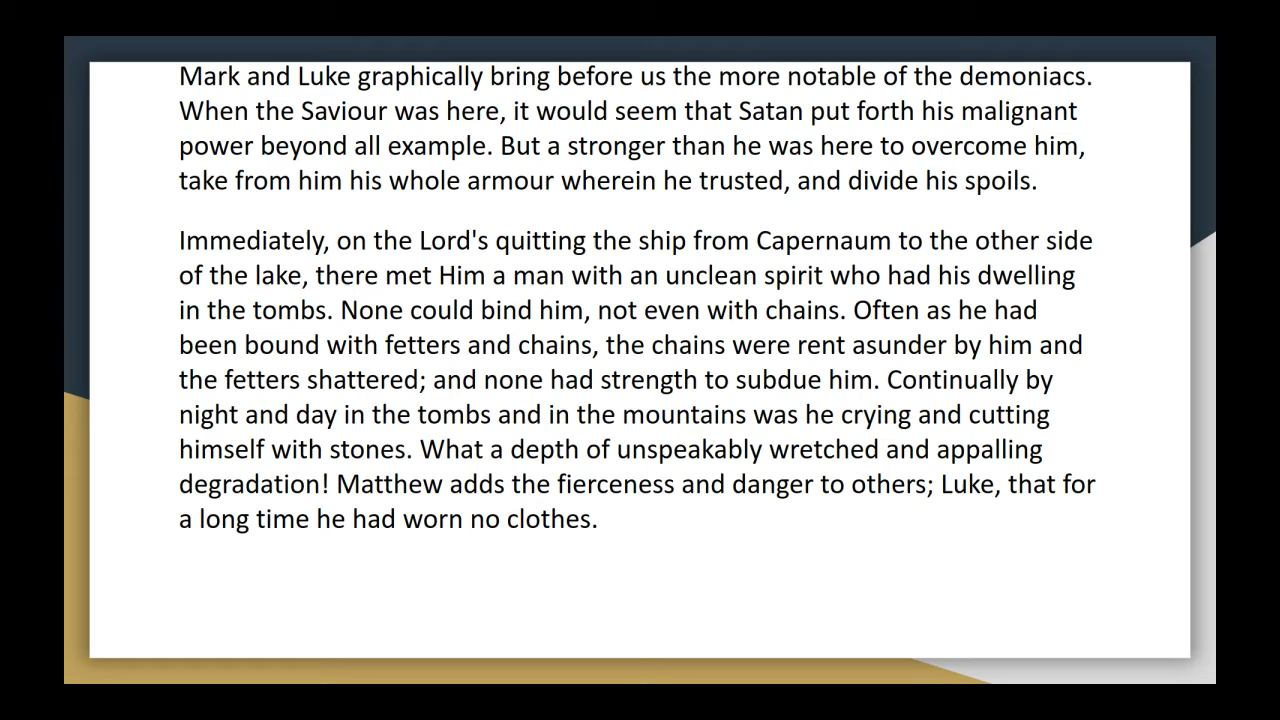 Mark and Luke graphically bring before us the more notable of the demoniacs.
When the Saviour was here, it would seem that Satan put forth his malignant
power beyond all example. But a stronger than he was here to overcome him,
take from him his whole armour wherein he trusted, and divide his spoils.
Immediately, on the Lord's quitting the ship from Capernaum to the other side
of the lake, there met Him a man with an unclean spirit who had his dwelling
in the tombs. None could bind him, not even with chains. Often as he had
been bound with fetters and chains, the chains were rent asunder by him and
the fetters shattered; and none had strength to subdue him. Continually by
night and day in the tombs and in the mountains was he crying and cutting
himself with stones. What a depth of unspeakably wretched and appalling
degradation! Matthew adds the fierceness and danger to others; Luke, that for
a long time he had worn no clothes.